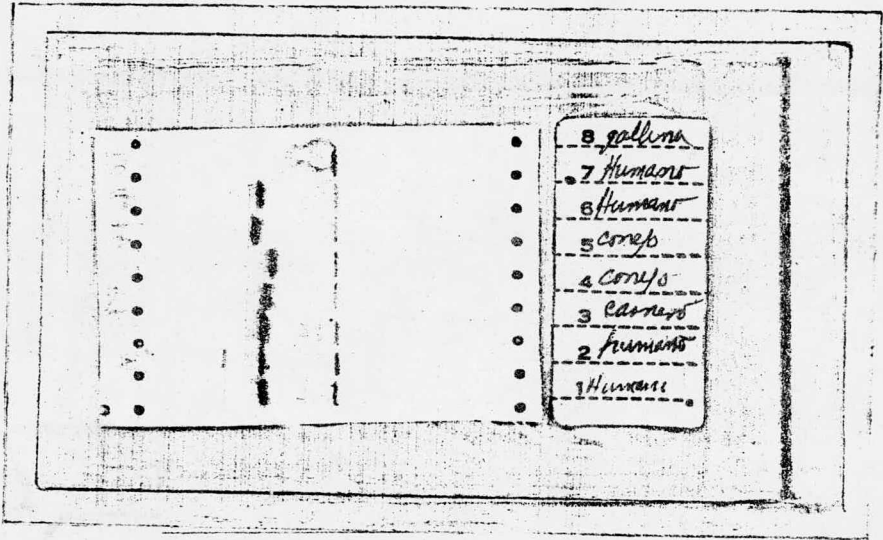 8 gallina
7 Humano
6 Humano
5 conejo
4 conejo
3 carnero
2 humano
1 Humano